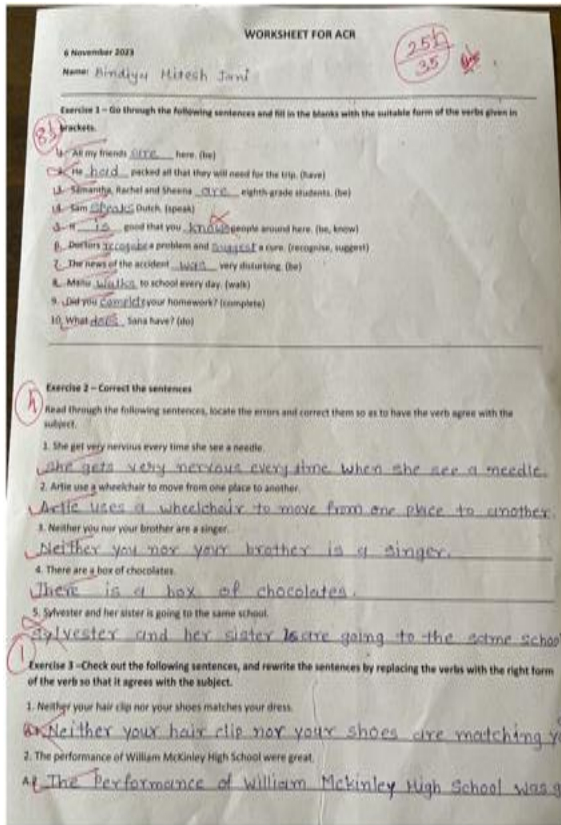 WORKSHEET FOR ACR
25½
35
6 November 2023
Name: Bindiya Mitesh Jani
Exercise 1 – Go through the following sentences and fill in the blanks with the suitable form of the verbs given in
brackets.
8½
1. All my friends are here. (be)
2. He had packed all that they will need for the trip. (have)
3. Samantha, Rachel and Sheena are eighth-grade students. (be)
4. Sam speaks Dutch. (speak)
5. It is good that you knows people around here. (be, know)
6. Doctors recognise a problem and suggest a cure. (recognise, suggest)
7. The news of the accident was very disturbing. (be)
8. Manu walks to school every day. (walk)
9. Did you your homework? (complete)
10. What does Sana have? (do)
Exercise 2 – Correct the sentences
4
Read through the following sentences, locate the errors and correct them so as to have the verb agree with the
subject.
1. She get very nervous every time she see a needle.
She gets very nervous every time when she see a needle.
2. Artie use a wheelchair to move from one place to another.
Artie uses a wheelchair to move from one place to another.
3. Neither you nor your brother are a singer.
Neither you nor your brother is a singer.
4. There are a box of chocolates.
There is a box of chocolates.
5. Sylvester and her sister is going to the same school.
Sylvester and her sister are going to the same school
1
Exercise 3 –Check out the following sentences, and rewrite the sentences by replacing the verbs with the right form
of the verb so that it agrees with the subject.
1. Neither your hair clip nor your shoes matches your dress.
Neither your hair clip nor your shoes are matching y
2. The performance of William McKinley High School were great.
A2 The Performance of William Mckinley High School was g